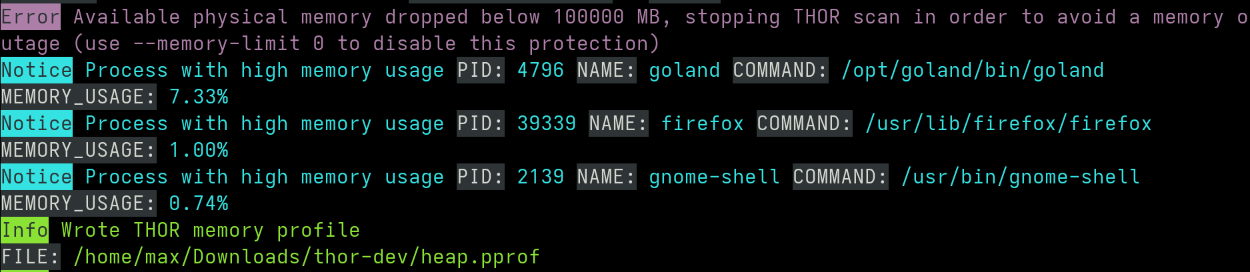 Error Available physical memory dropped below 100000 MB, stopping THOR scan in order to avoid a memory o
utage (use --memory-limit 0 to disable this protection)
Notice Process with high memory usage PID: 4796 NAME: goland COMMAND: /opt/goland/bin/goland
MEMORY_USAGE: 7.33%
Notice Process with high memory usage PID: 39339 NAME: firefox COMMAND: /usr/lib/firefox/firefox
MEMORY_USAGE: 1.00%
Notice Process with high memory usage PID: 2139 NAME: gnome-shell COMMAND: /usr/bin/gnome-shell
MEMORY_USAGE: 0.74%
Info Wrote THOR memory profile
FILE: /home/max/Downloads/thor-dev/heap.pprof